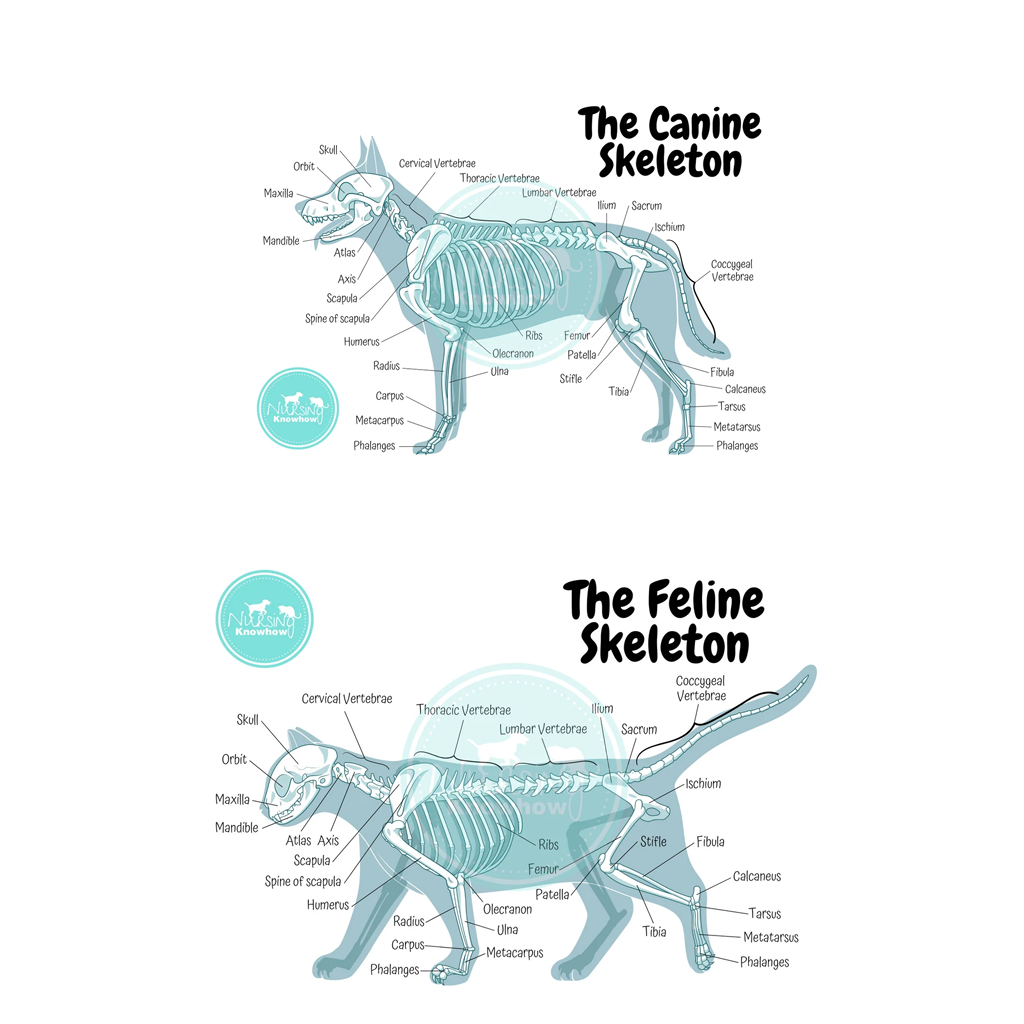 The Canine
Skeleton
Skull
Orbit
Maxilla
Mandible
Cervical Vertebrae
Thoracic Vertebrae
Lumbar Vertebrae
Ilium
Sacrum
Ischium
Coccygeal
Vertebrae
Atlas
Axis
Scapula
Spine of scapula
Humerus
Radius
Carpus
Metacarpus
Phalanges
Ribs
Olecranon
Ulna
Femur
Patella
Stifle
Tibia
Fibula
Calcaneus
Tarsus
Metatarsus
Phalanges
Nursing
Knowhow
Nursing
Knowhow
The Feline
Skeleton
Coccygeal
Vertebrae
Cervical Vertebrae
Thoracic Vertebrae
Lumbar Vertebrae
Ilium
Sacrum
Skull
Orbit
Maxilla
Mandible
Atlas
Axis
Scapula
Spine of scapula
Humerus
Radius
Carpus
Phalanges
Ischium
Ribs
Femur
Patella
Stifle
Fibula
Olecranon
Ulna
Metacarpus
Tibia
Calcaneus
Tarsus
Metatarsus
Phalanges